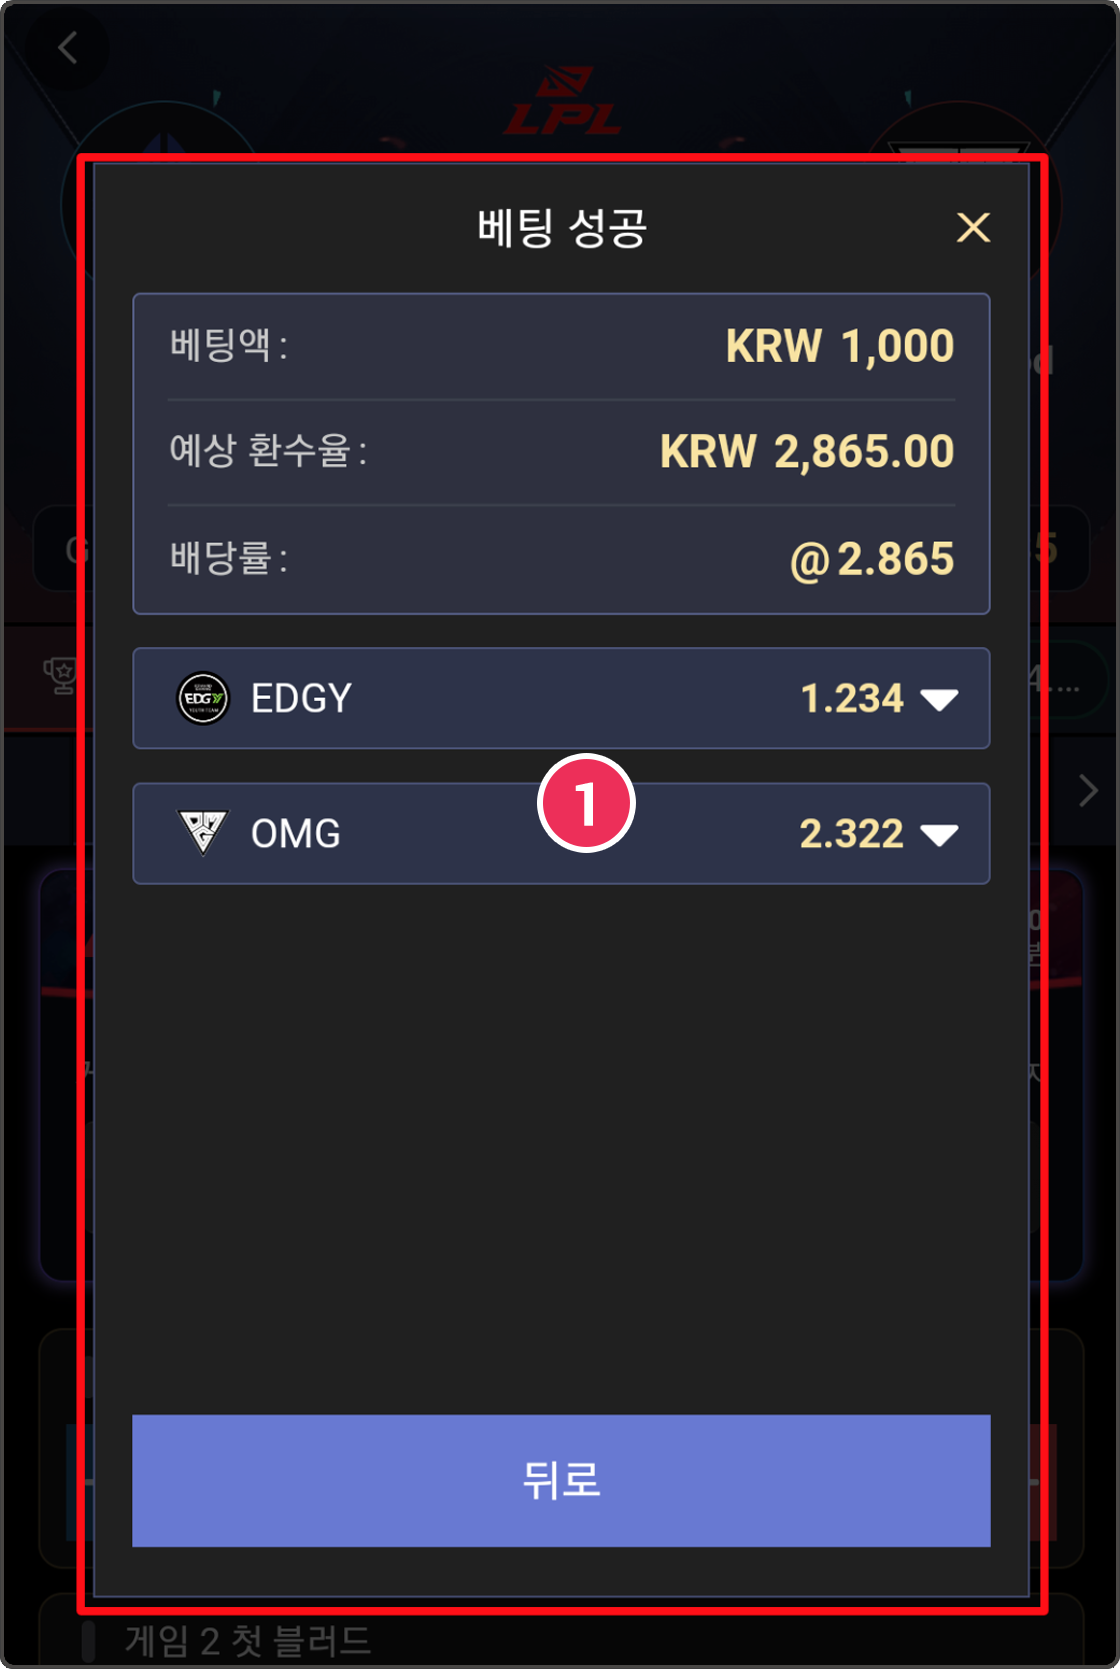 LPL
베팅 성공
베팅액 : KRW 1,000
예상 환수율 : KRW 2,865.00
배당률 : @2.865
EDGY 1.234
1
OMG 2.322
뒤로
게임 2 첫 블러드